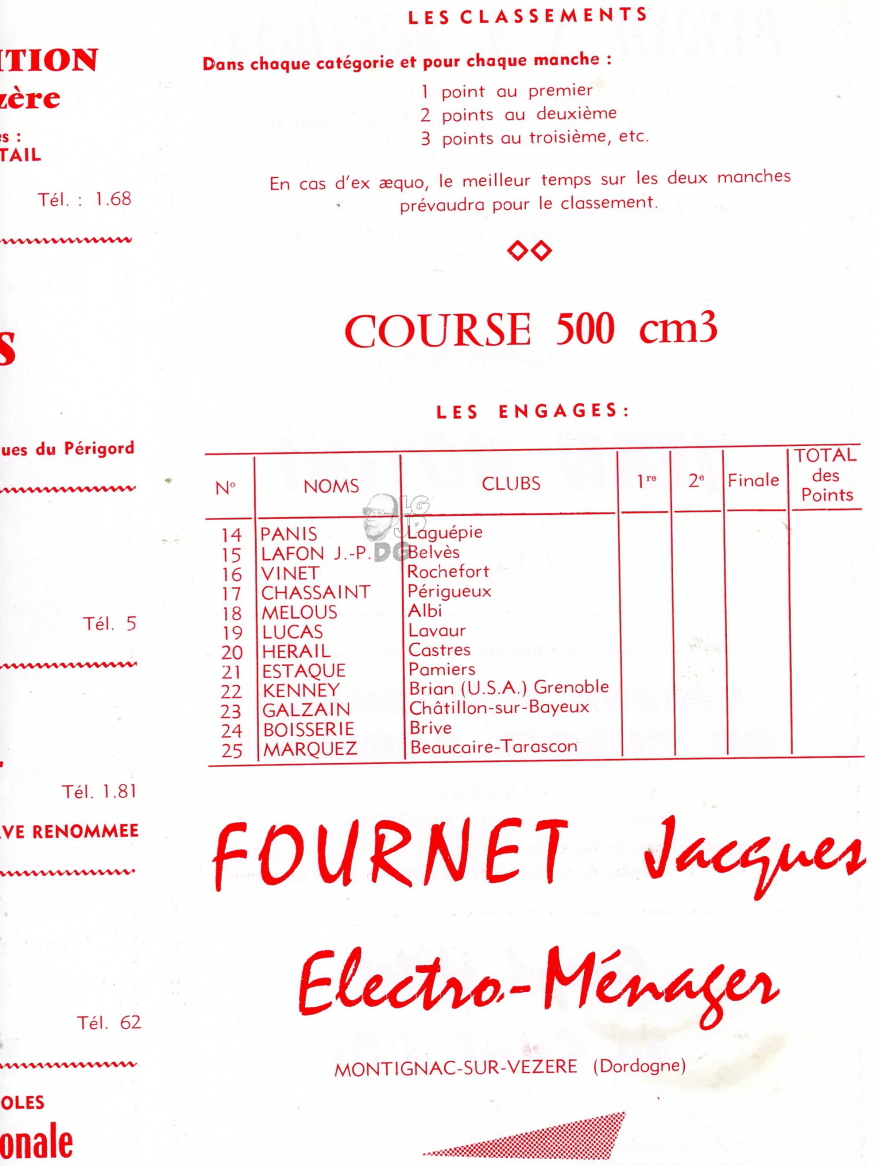 ITION
zère
es :
TAIL
Tél. : 1.68
S
ues du Périgord
Tél. 5
Tél. 1.81
VE RENOMMEE
Tél. 62
OLES
onale
LES CLASSEMENTS
Dans chaque catégorie et pour chaque manche :
1 point au premier
2 points au deuxième
3 points au troisième, etc.
En cas d'ex æquo, le meilleur temps sur les deux manches
prévaudra pour le classement.
COURSE 500 cm3
LES ENGAGES :
N° NOMS CLUBS 1re 2e Finale TOTAL des Points
14 PANIS Laguépie
15 LAFON J.-P. Belvès
16 VINET Rochefort
17 CHASSAINT Périgueux
18 MELOUS Albi
19 LUCAS Lavaur
20 HERAIL Castres
21 ESTAQUE Pamiers
22 KENNEY Brian (U.S.A.) Grenoble
23 GALZAIN Châtillon-sur-Bayeux
24 BOISSERIE Brive
25 MARQUEZ Beaucaire-Tarascon
LG
JP
DG
FOURNET Jacques
Electro-Ménager
MONTIGNAC-SUR-VEZERE (Dordogne)